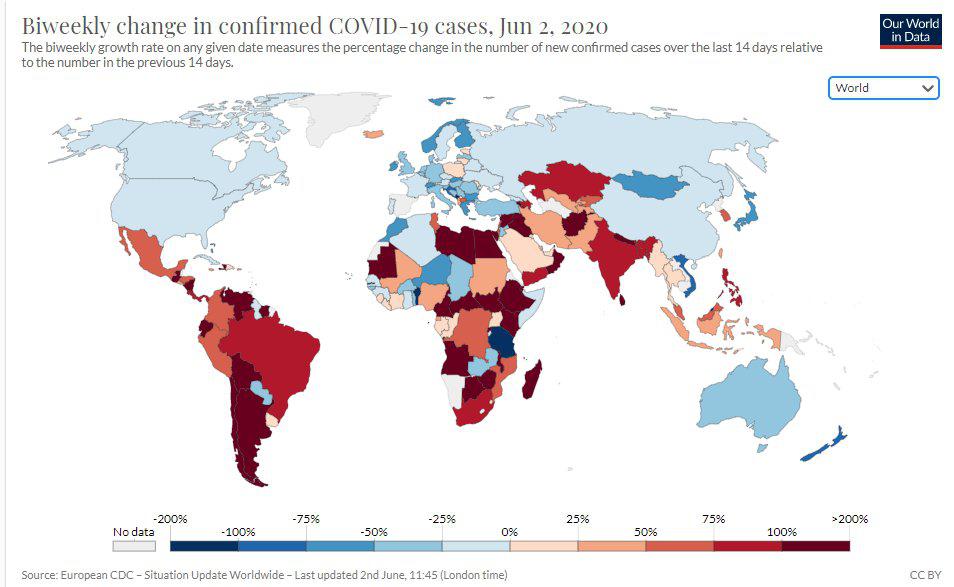 Biweekly change in confirmed COVID-19 cases, Jun 2, 2020
Our World
in Data
The biweekly growth rate on any given date measures the percentage change in the number of new confirmed cases over the last 14 days relative
to the number in the previous 14 days.
World
-200% -75% -25% 25% 75% >200%
No data -100% -50% 0% 50% 100%
Source: European CDC – Situation Update Worldwide – Last updated 2nd June, 11:45 (London time)
CC BY